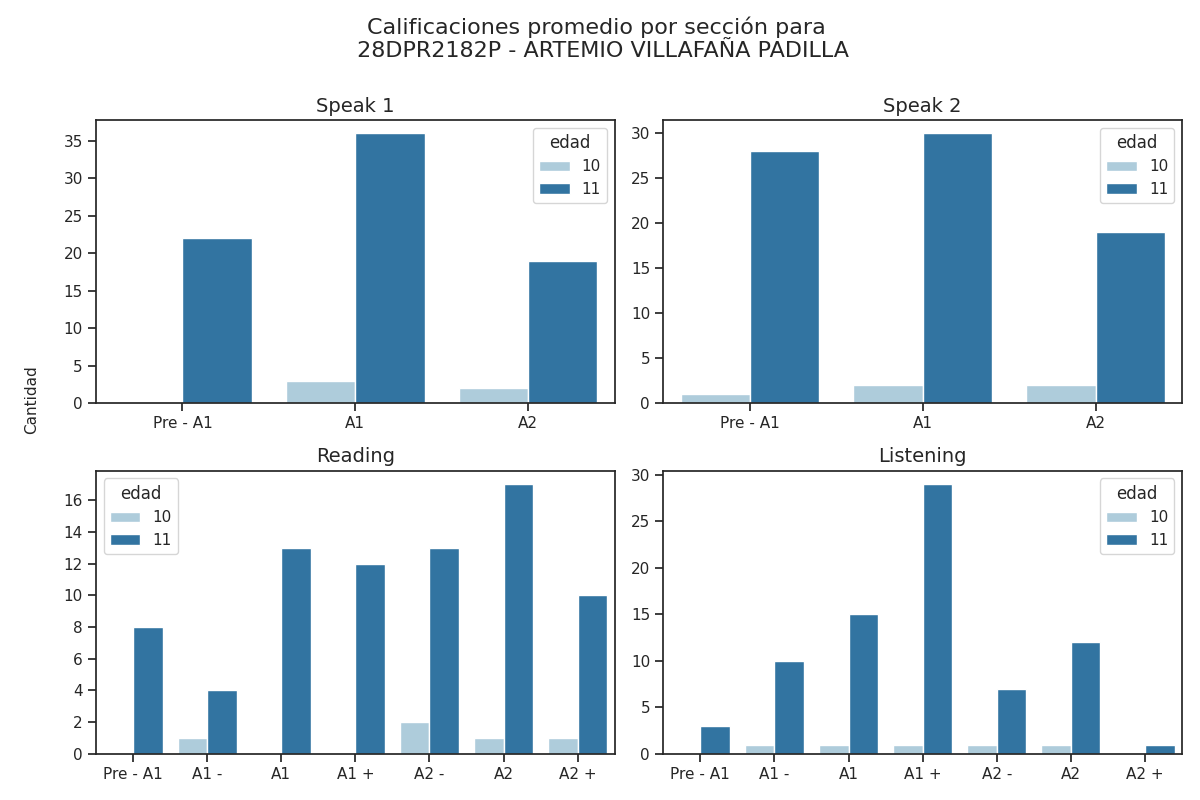 Calificaciones promedio por sección para
28DPR2182P - ARTEMIO VILLAFAÑA PADILLA
Cantidad
Speak 1
35
30
25
20
15
10
5
0
Pre - A1 A1 A2
edad
10
11
Speak 2
30
25
20
15
10
5
0
Pre - A1 A1 A2
edad
10
11
Reading
16
14
12
10
8
6
4
2
0
Pre - A1 A1 - A1 A1 + A2 - A2 A2 +
edad
10
11
Listening
30
25
20
15
10
5
0
Pre - A1 A1 - A1 A1 + A2 - A2 A2 +
edad
10
11